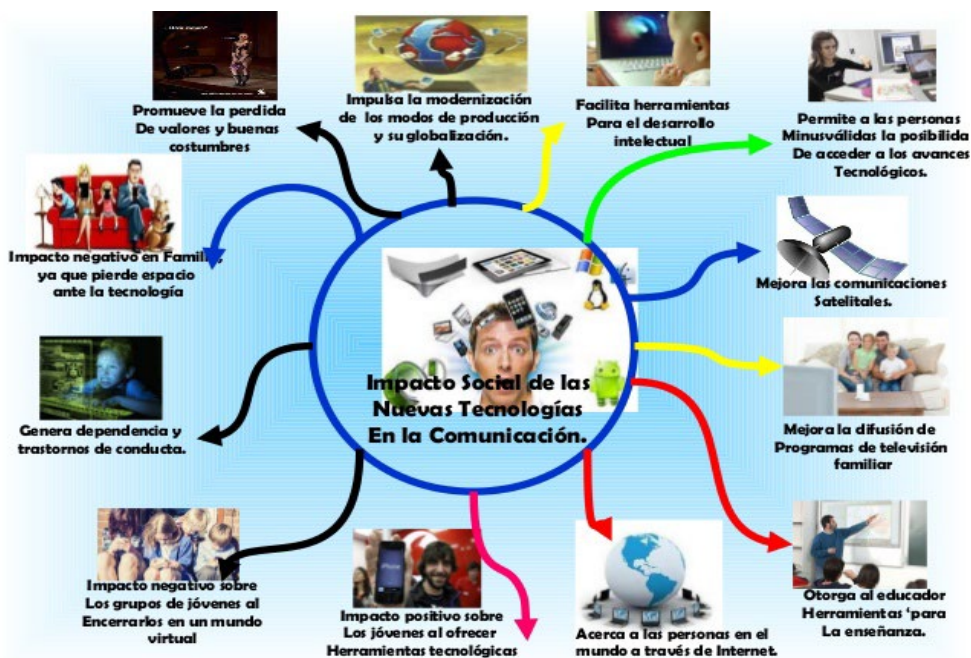 Promueve la perdida
De valores y buenas
costumbres
Impulsa la modernización
de los modos de producción
y su globalización.
Facilita herramientas
Para el desarrollo
intelectual
Permite a las personas
Minusválidas la posibilida
De acceder a los avances
Tecnológicos.
Impacto negativo en Familia,
ya que pierde espacio
ante la tecnología
Mejora las comunicaciones
Satelitales.
Impacto Social de las
Nuevas Tecnologías
En la Comunicación.
Genera dependencia y
trastornos de conducta.
Mejora la difusión de
Programas de televisión
familiar
Impacto negativo sobre
Los grupos de jóvenes al
Encerrarlos en un mundo
virtual
Impacto positivo sobre
Los jóvenes al ofrecer
Herramientas tecnológicas
Acerca a las personas en el
mundo a través de Internet.
Otorga al educador
Herramientas ‘para
La enseñanza.